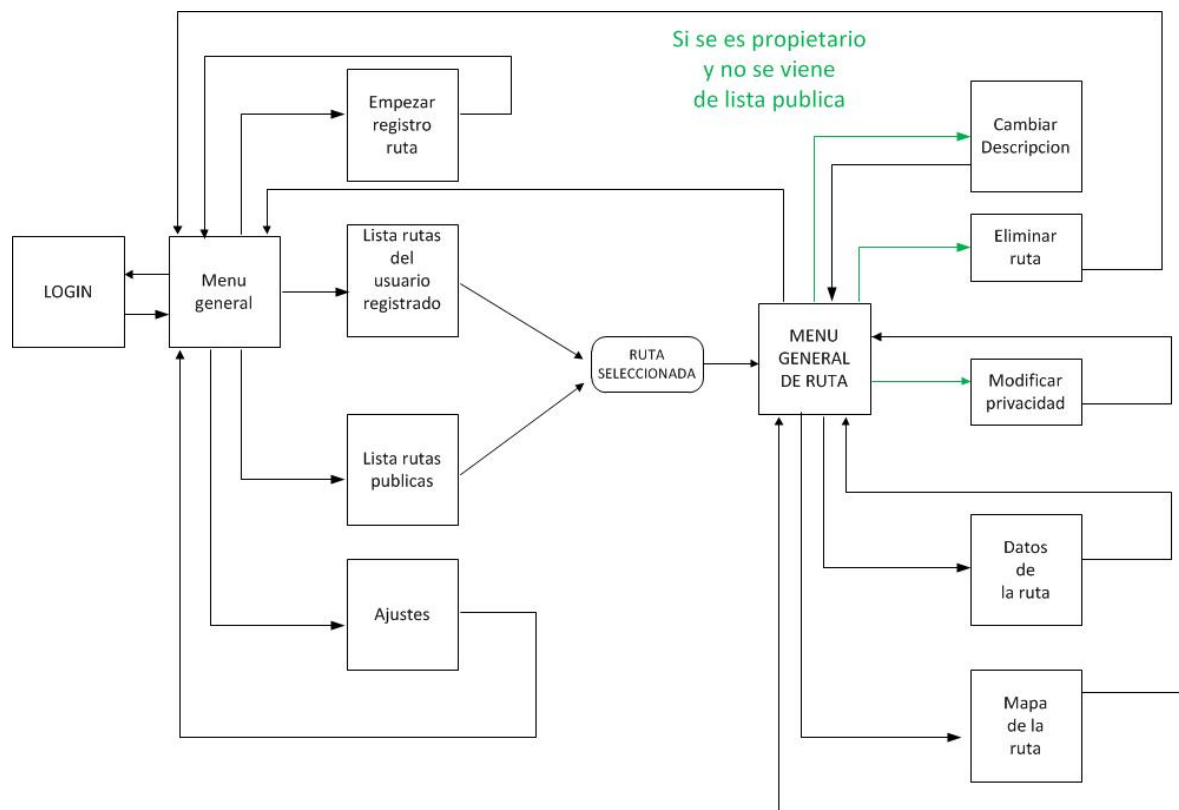 Si se es propietario
y no se viene
de lista publica
Empezar
registro
ruta
Cambiar
Descripcion
Lista rutas
del
usuario
registrado
Eliminar
ruta
LOGIN
Menu
general
RUTA
SELECCIONADA
MENU
GENERAL
DE RUTA
Modificar
privacidad
Lista rutas
publicas
Datos
de
la ruta
Ajustes
Mapa
de la
ruta